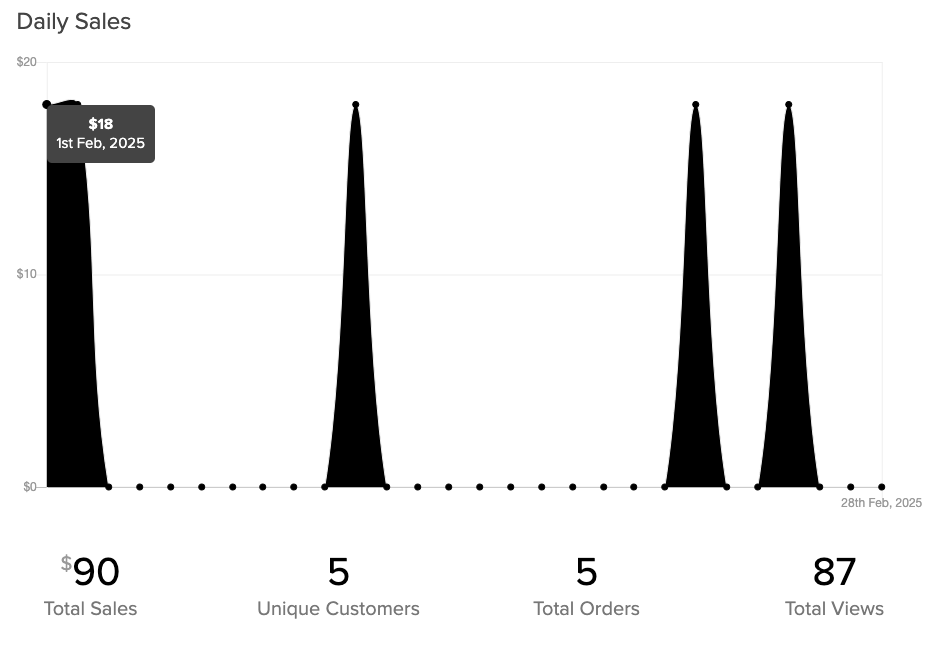 Daily Sales
$20
$18
1st Feb, 2025
$10
$0
28th Feb, 2025
$90
Total Sales
5
Unique Customers
5
Total Orders
87
Total Views